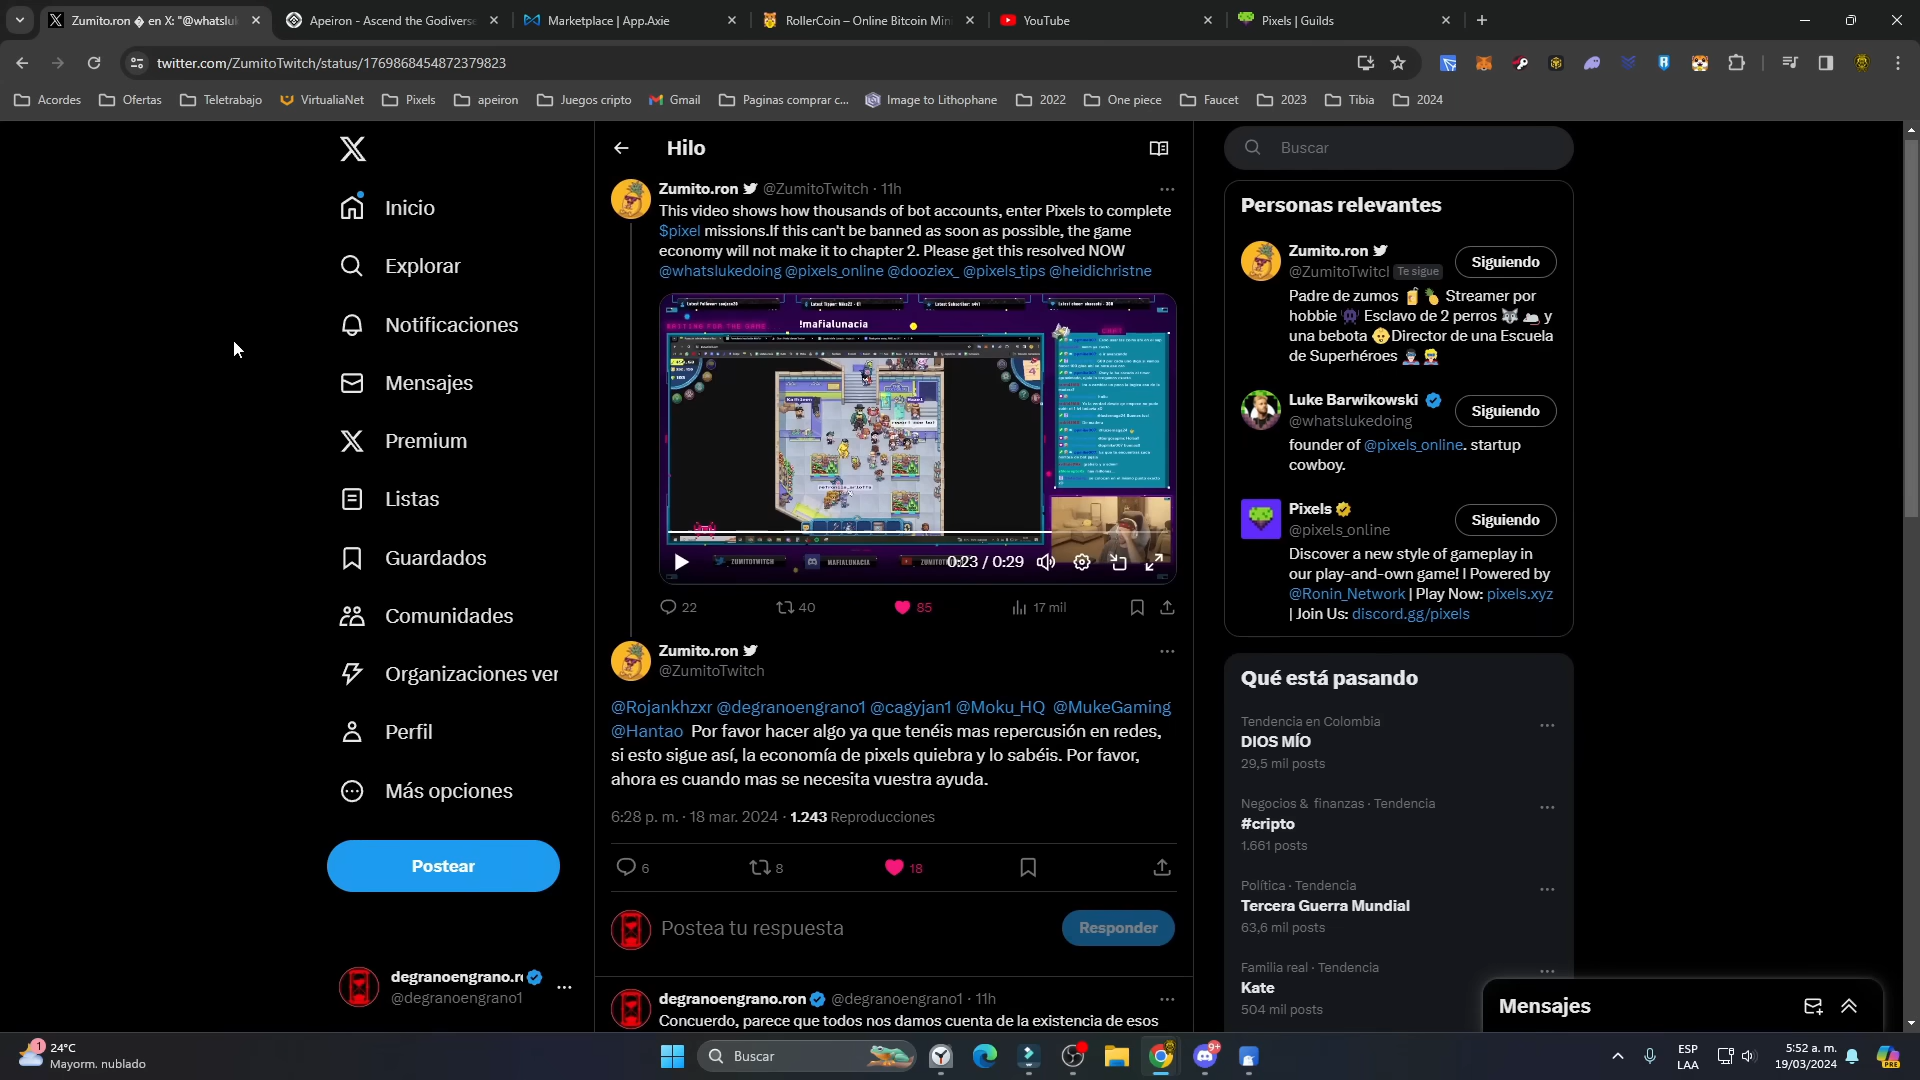 Zumito.ron � en X: "@whatslu
Apeiron - Ascend the Godiverse
Marketplace | App.Axie
RollerCoin – Online Bitcoin Min
YouTube
Pixels | Guilds
twitter.com/ZumitoTwitch/status/1769868454872379823
Acordes
Ofertas
Teletrabajo
VirtualiaNet
Pixels
apeiron
Juegos cripto
Gmail
Paginas comprar c...
Image to Lithophane
2022
One piece
Faucet
2023
Tibia
2024
Inicio
Explorar
Notificaciones
Mensajes
Premium
Listas
Guardados
Comunidades
Organizaciones ver
Perfil
Más opciones
Postear
degranoengrano.r
@degranoengrano1
Hilo
Zumito.ron @ZumitoTwitch · 11h
This video shows how thousands of bot accounts, enter Pixels to complete
$pixel missions.If this can't be banned as soon as possible, the game
economy will not make it to chapter 2. Please get this resolved NOW
@whatslukedoing @pixels_online @dooziex_ @pixels_tips @heidichristne
!mafialunacia
WAITING FOR THE GAME
CHAT
ZUMITOTWITCH
MAFIALUNACIA
0:23 / 0:29
22
40
85
17 mil
Zumito.ron
@ZumitoTwitch
@Rojankhzxr @degranoengrano1 @cagyjan1 @Moku_HQ @MukeGaming
@Hantao Por favor hacer algo ya que tenéis mas repercusión en redes,
si esto sigue así, la economía de pixels quiebra y lo sabéis. Por favor,
ahora es cuando mas se necesita vuestra ayuda.
6:28 p. m. · 18 mar. 2024 · 1.243 Reproducciones
6
8
18
Postea tu respuesta
Responder
degranoengrano.ron @degranoengrano1 · 11h
Concuerdo, parece que todos nos damos cuenta de la existencia de esos
Buscar
Personas relevantes
Zumito.ron
@ZumitoTwitcl Te sigue
Siguiendo
Padre de zumos 🧃🍍 Streamer por
hobbie 👾 Esclavo de 2 perros 🐺🐁 y
una bebota 👶Director de una Escuela
de Superhéroes 🦸🏻‍♂️🦸🏼
Luke Barwikowski
@whatslukedoing
Siguiendo
founder of @pixels_online. startup
cowboy.
Pixels
@pixels_online
Siguiendo
Discover a new style of gameplay in
our play-and-own game! | Powered by
@Ronin_Network | Play Now: pixels.xyz
| Join Us: discord.gg/pixels
Qué está pasando
Tendencia en Colombia
DIOS MÍO
29,5 mil posts
Negocios & finanzas · Tendencia
#cripto
1.661 posts
Política · Tendencia
Tercera Guerra Mundial
63,6 mil posts
Familia real · Tendencia
Kate
504 mil posts
Mensajes
1
24°C
Mayorm. nublado
Buscar
9+
ESP
LAA
5:52 a. m.
19/03/2024
PRE